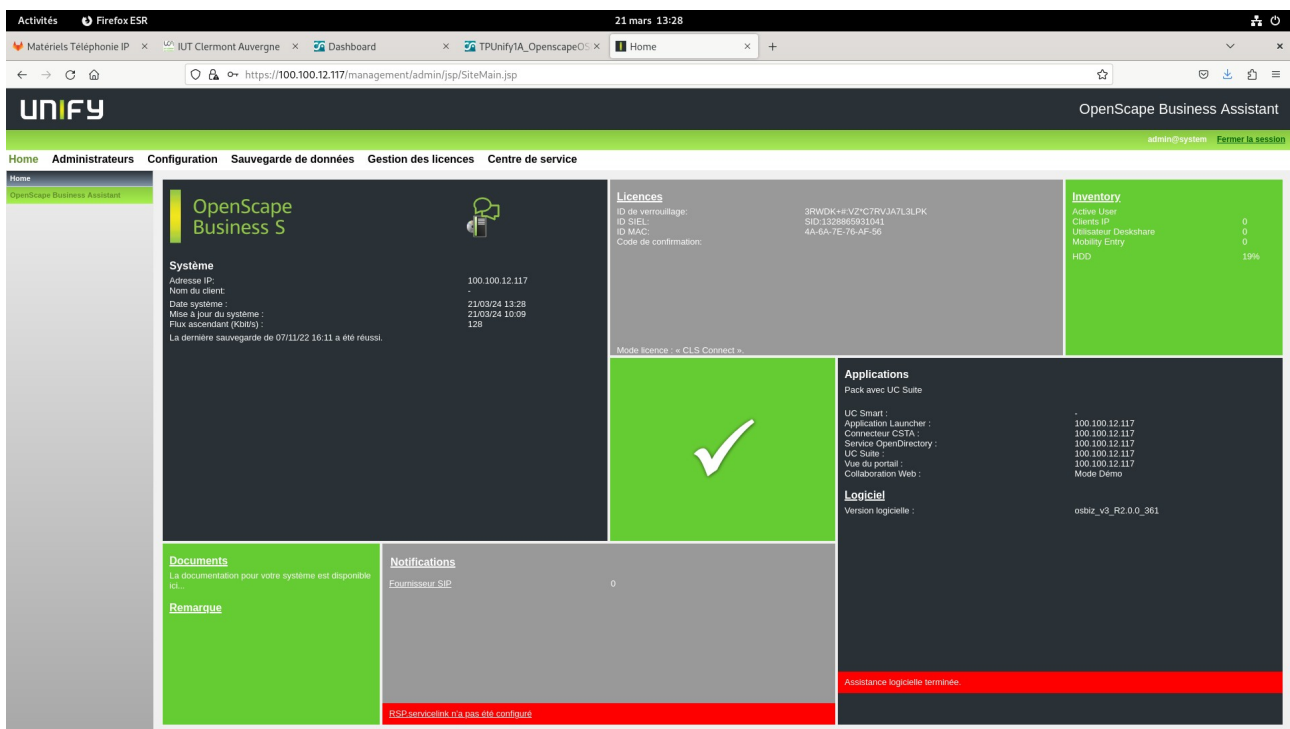 Activités Firefox ESR 21 mars 13:28
Matériels Téléphonie IP × IUT Clermont Auvergne × Dashboard × TPUnify1A_OpenscapeOS × Home × +
https://100.100.12.117/management/admin/jsp/SiteMain.jsp
UNIFY OpenScape Business Assistant
admin@system Fermer la session
Home Administrateurs Configuration Sauvegarde de données Gestion des licences Centre de service
Home
OpenScape Business Assistant
OpenScape
Business S
Système
Adresse IP: 100.100.12.117
Nom du client: -
Date système : 21/03/24 13:28
Mise à jour du système : 21/03/24 10:09
Flux ascendant (Kbit/s) : 128
La dernière sauvegarde de 07/11/22 16:11 a été réussi.
Licences
ID de verrouillage: 3RWDK+#:VZ*C7RVJA7L3LPK
ID SIEL: SID:1328865931041
ID MAC: 4A-6A-7E-76-AF-56
Code de confirmation:
Mode licence : « CLS Connect ».
Inventory
Active User
Clients IP 0
Utilisateur Deskshare 0
Mobility Entry 0
HDD 19%
Applications
Pack avec UC Suite
UC Smart : -
Application Launcher : 100.100.12.117
Connecteur CSTA : 100.100.12.117
Service OpenDirectory : 100.100.12.117
UC Suite : 100.100.12.117
Vue du portail : 100.100.12.117
Collaboration Web : Mode Démo
Logiciel
Version logicielle : osbiz_v3_R2.0.0_361
Assistance logicielle terminée.
Documents
La documentation pour votre système est disponible
ici...
Remarque
Notifications
Fournisseur SIP 0
RSP.servicelink n'a pas été configuré